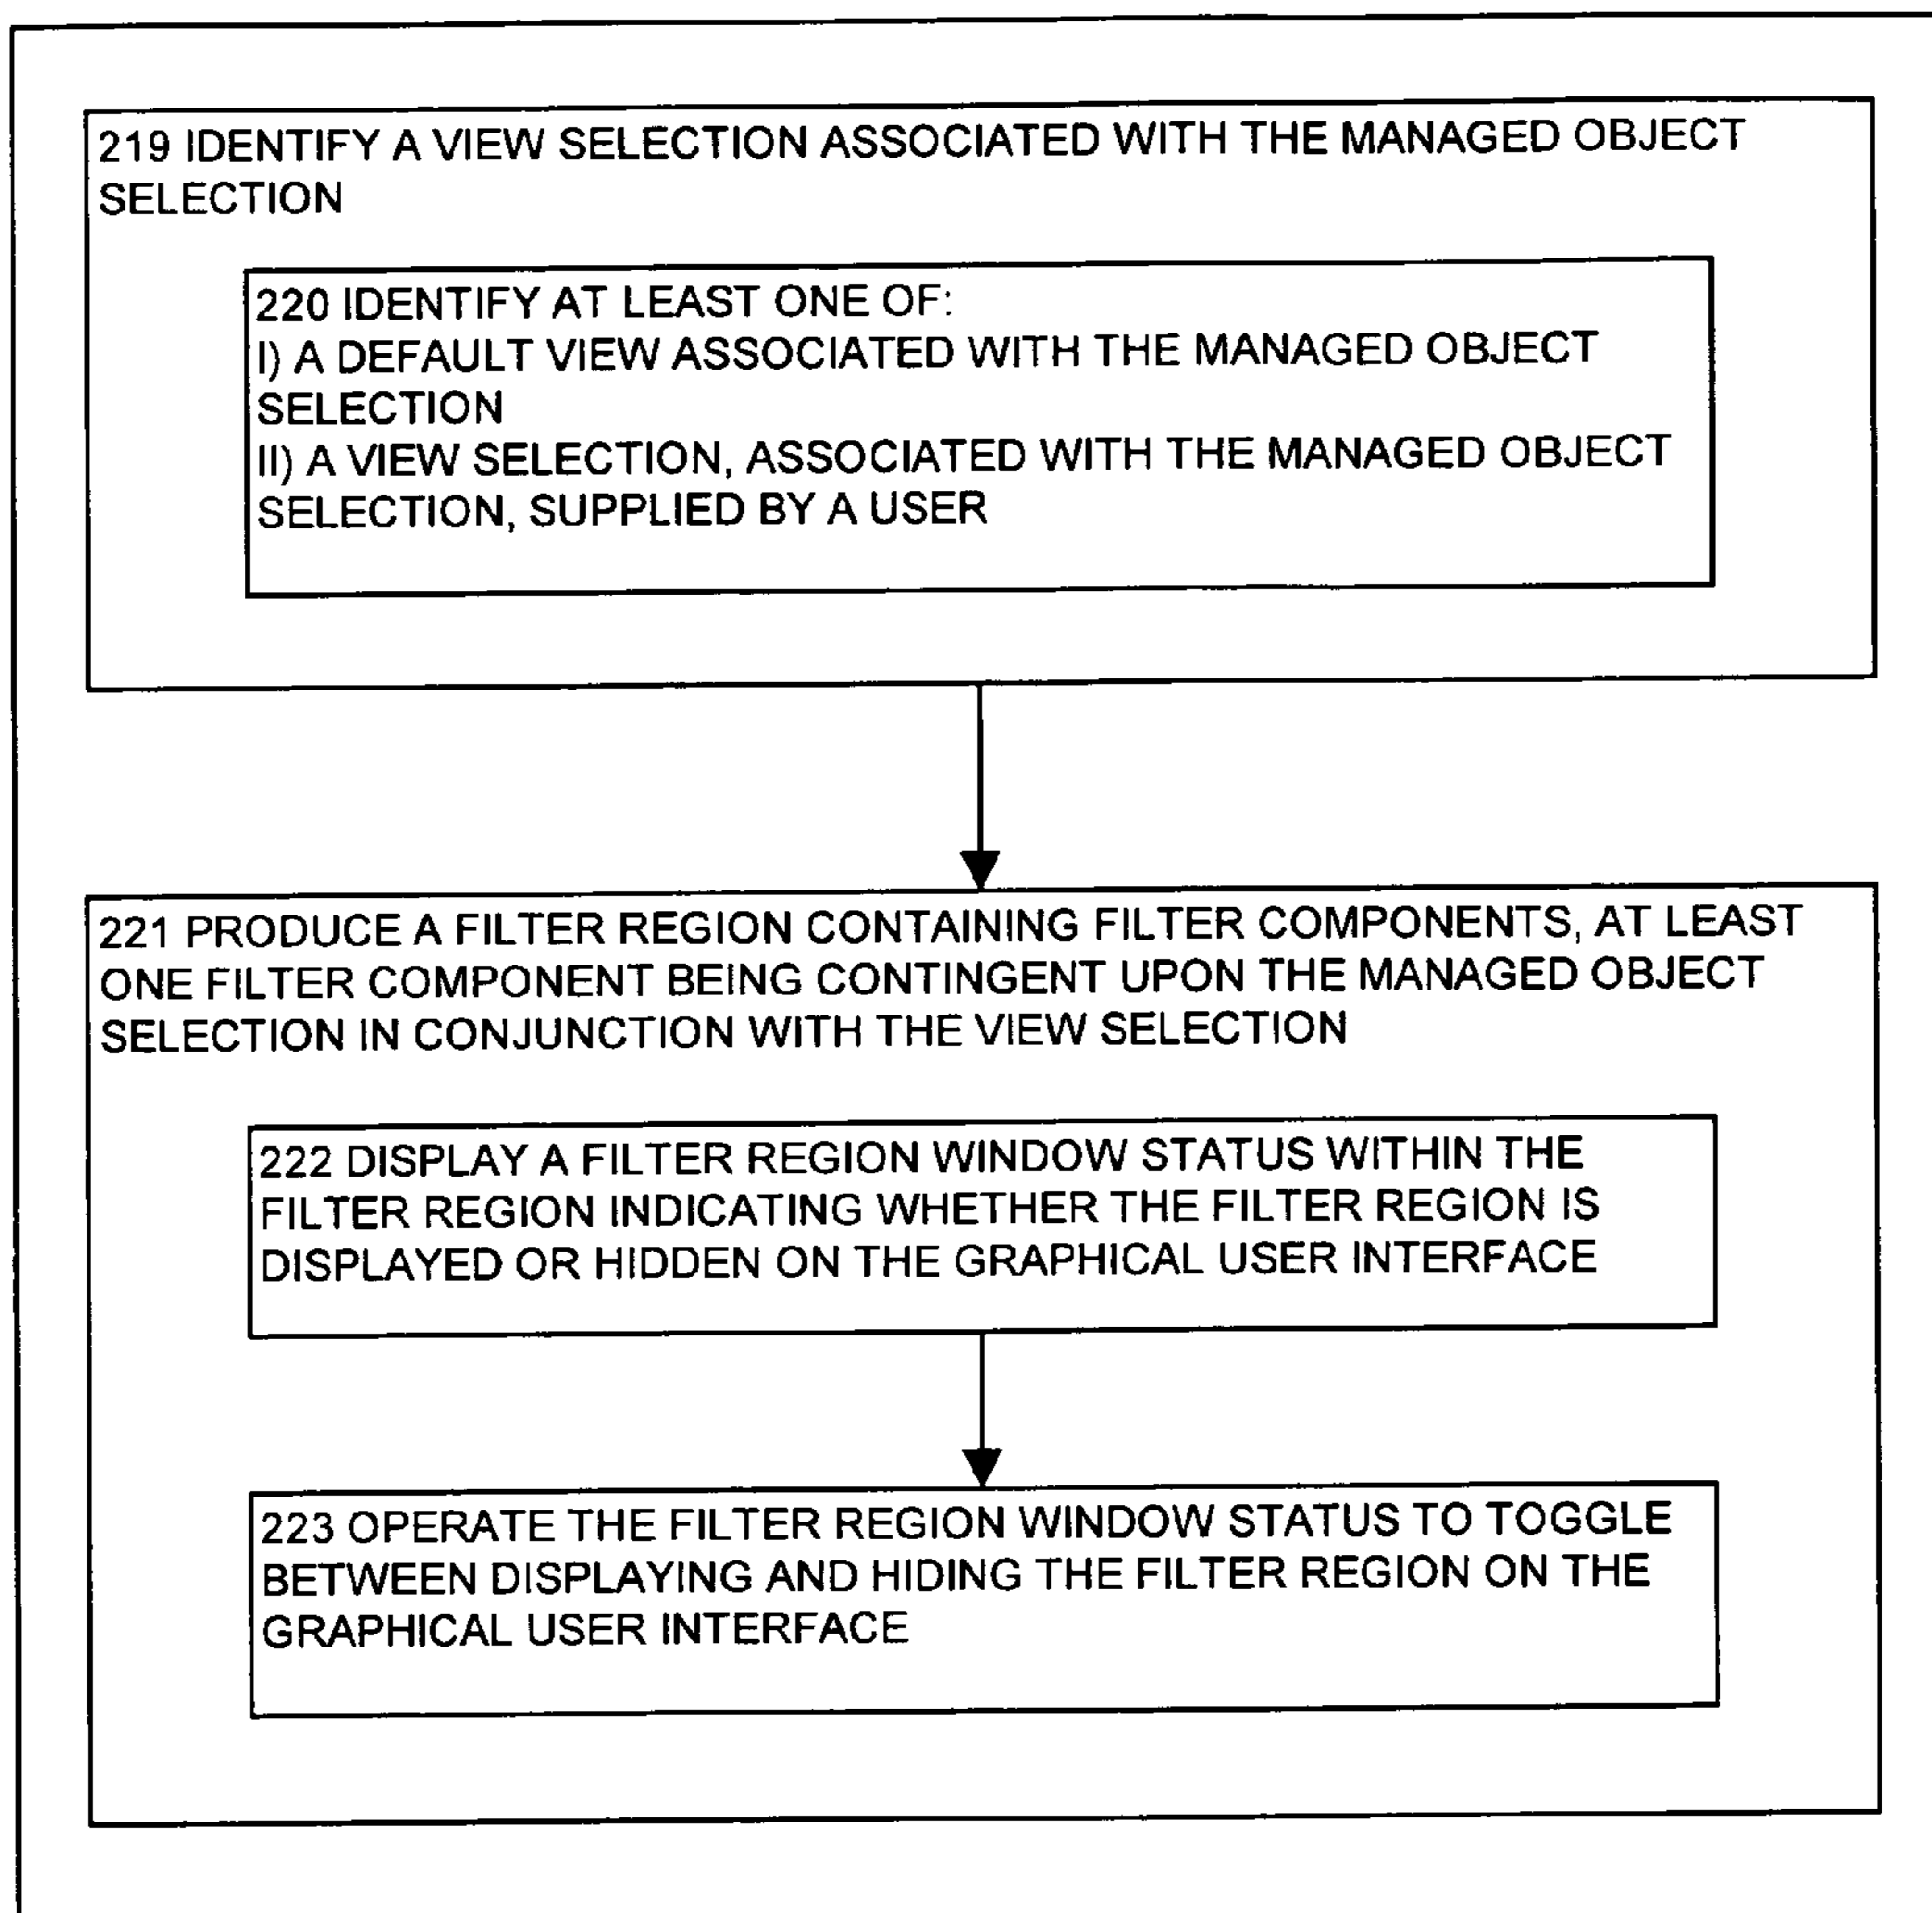 219 IDENTIFY A VIEW SELECTION ASSOCIATED WITH THE MANAGED OBJECT
SELECTION
220 IDENTIFY AT LEAST ONE OF:
I) A DEFAULT VIEW ASSOCIATED WITH THE MANAGED OBJECT
SELECTION
II) A VIEW SELECTION, ASSOCIATED WITH THE MANAGED OBJECT
SELECTION, SUPPLIED BY A USER
221 PRODUCE A FILTER REGION CONTAINING FILTER COMPONENTS, AT LEAST
ONE FILTER COMPONENT BEING CONTINGENT UPON THE MANAGED OBJECT
SELECTION IN CONJUNCTION WITH THE VIEW SELECTION
222 DISPLAY A FILTER REGION WINDOW STATUS WITHIN THE
FILTER REGION INDICATING WHETHER THE FILTER REGION IS
DISPLAYED OR HIDDEN ON THE GRAPHICAL USER INTERFACE
223 OPERATE THE FILTER REGION WINDOW STATUS TO TOGGLE
BETWEEN DISPLAYING AND HIDING THE FILTER REGION ON THE
GRAPHICAL USER INTERFACE